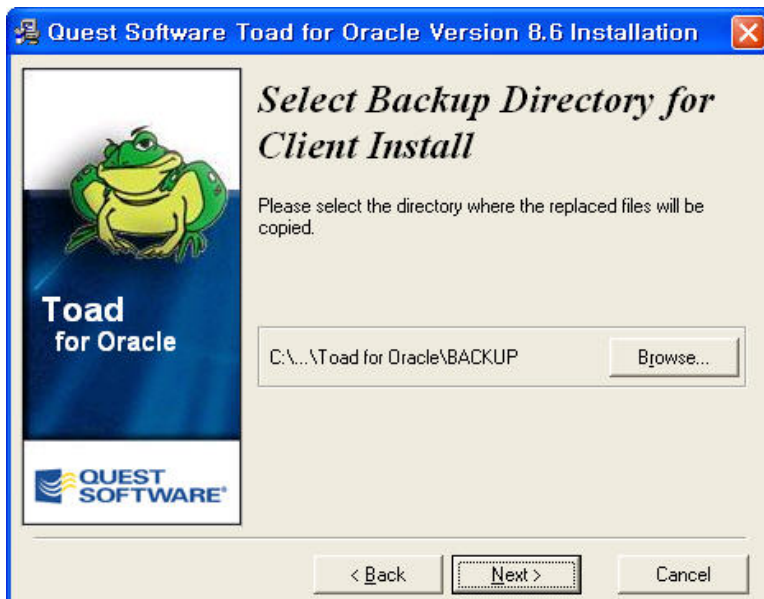 Quest Software Toad for Oracle Version 8.6 Installation
Select Backup Directory for
Client Install
Please select the directory where the replaced files will be
copied.
Toad
for Oracle
C:\...\Toad for Oracle\BACKUP
Browse...
QUEST
SOFTWARE®
< Back
Next >
Cancel